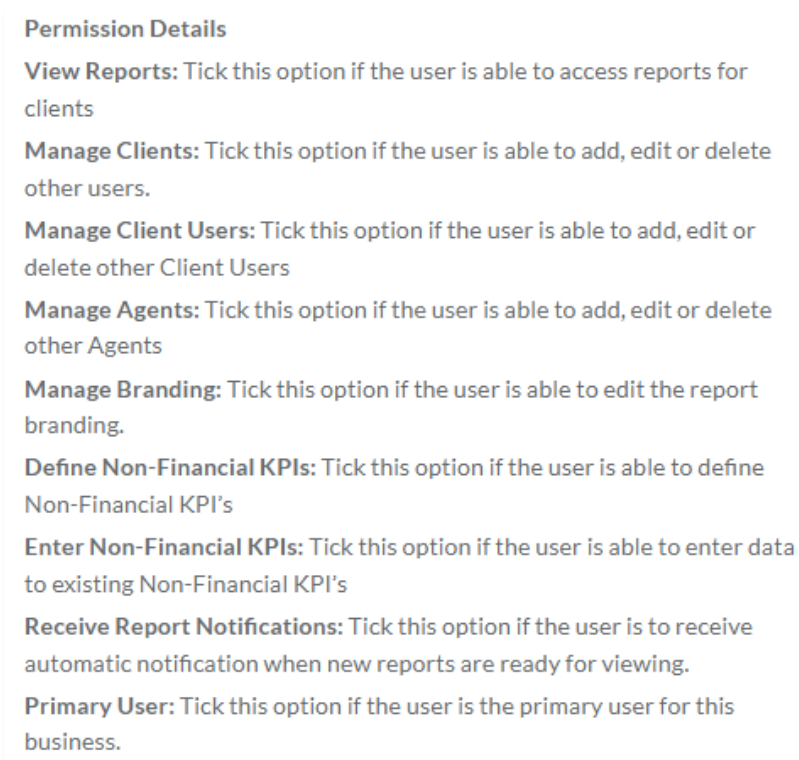 Permission Details
View Reports: Tick this option if the user is able to access reports for
clients
Manage Clients: Tick this option if the user is able to add, edit or delete
other users.
Manage Client Users: Tick this option if the user is able to add, edit or
delete other Client Users
Manage Agents: Tick this option if the user is able to add, edit or delete
other Agents
Manage Branding: Tick this option if the user is able to edit the report
branding.
Define Non-Financial KPIs: Tick this option if the user is able to define
Non-Financial KPI’s
Enter Non-Financial KPIs: Tick this option if the user is able to enter data
to existing Non-Financial KPI’s
Receive Report Notifications: Tick this option if the user is to receive
automatic notification when new reports are ready for viewing.
Primary User: Tick this option if the user is the primary user for this
business.